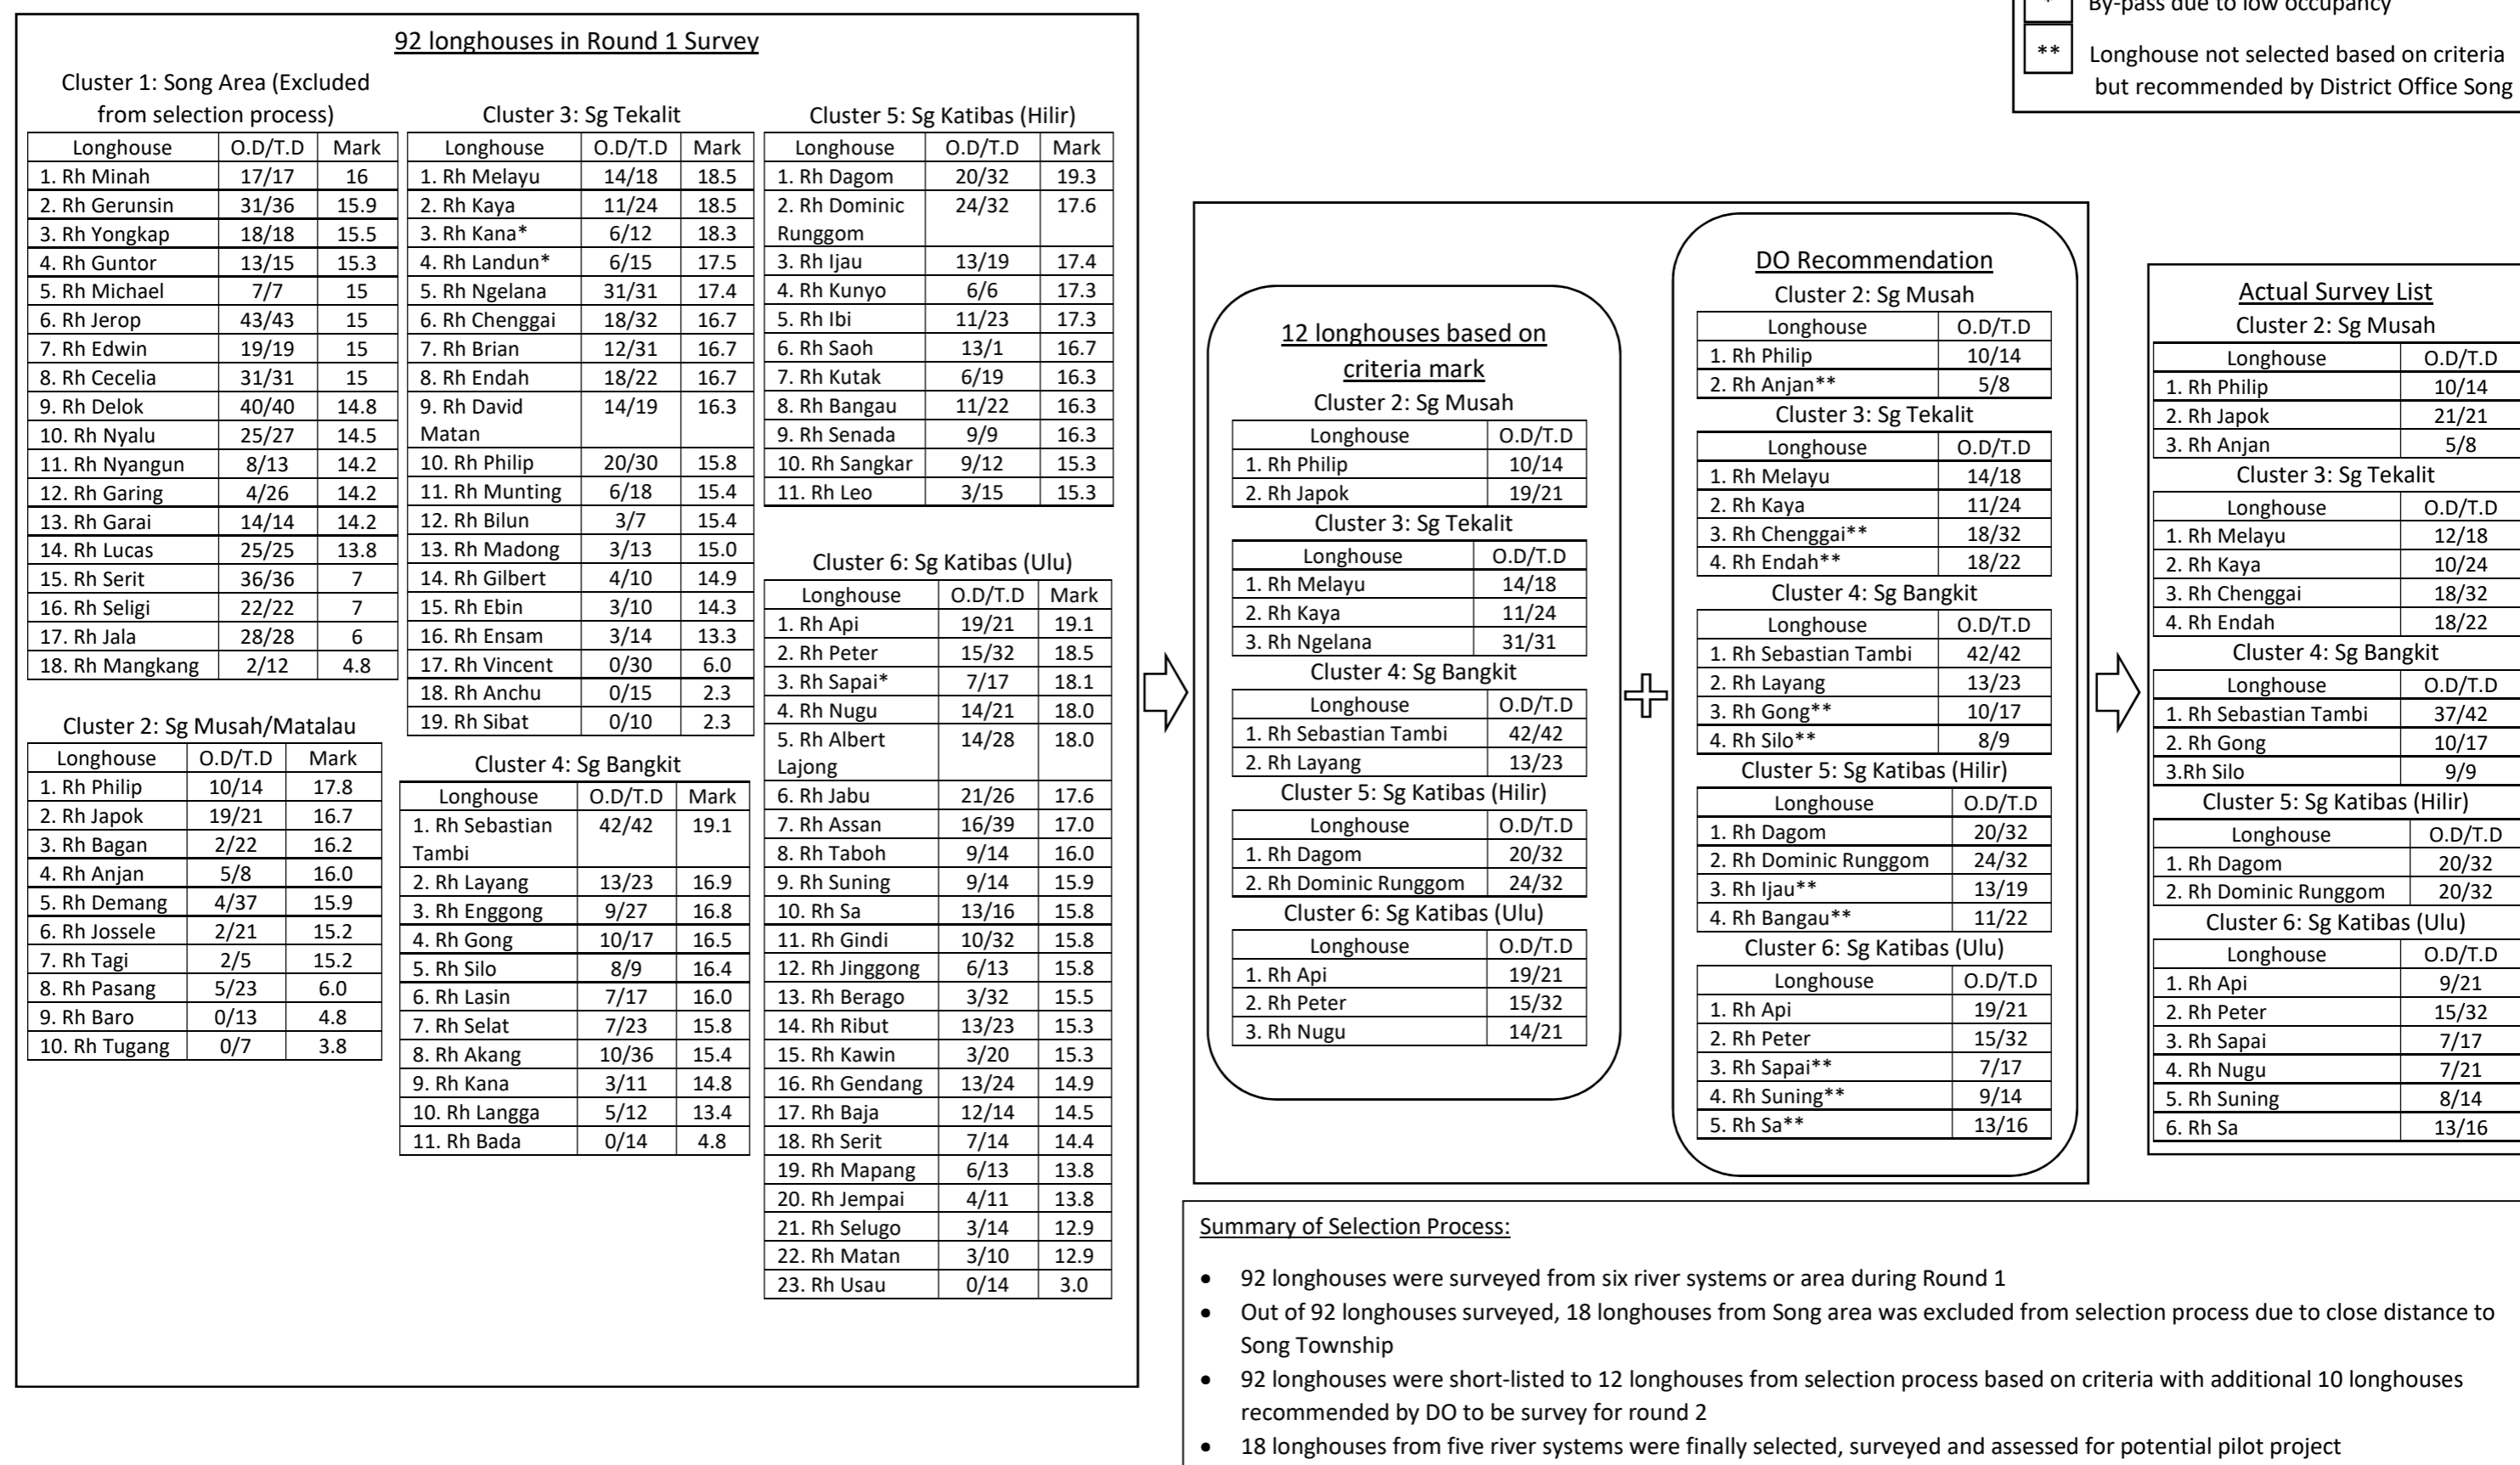 92 longhouses in Round 1 Survey
Cluster 1: Song Area (Excluded
from selection process)
Longhouse O.D/T.D Mark
1. Rh Minah 17/17 16
2. Rh Gerunsin 31/36 15.9
3. Rh Yongkap 18/18 15.5
4. Rh Guntor 13/15 15.3
5. Rh Michael 7/7 15
6. Rh Jerop 43/43 15
7. Rh Edwin 19/19 15
8. Rh Cecelia 31/31 15
9. Rh Delok 40/40 14.8
10. Rh Nyalu 25/27 14.5
11. Rh Nyangun 8/13 14.2
12. Rh Garing 4/26 14.2
13. Rh Garai 14/14 14.2
14. Rh Lucas 25/25 13.8
15. Rh Serit 36/36 7
16. Rh Seligi 22/22 7
17. Rh Jala 28/28 6
18. Rh Mangkang 2/12 4.8
Cluster 2: Sg Musah/Matalau
Longhouse O.D/T.D Mark
1. Rh Philip 10/14 17.8
2. Rh Japok 19/21 16.7
3. Rh Bagan 2/22 16.2
4. Rh Anjan 5/8 16.0
5. Rh Demang 4/37 15.9
6. Rh Jossele 2/21 15.2
7. Rh Tagi 2/5 15.2
8. Rh Pasang 5/23 6.0
9. Rh Baro 0/13 4.8
10. Rh Tugang 0/7 3.8
Cluster 3: Sg Tekalit
Longhouse O.D/T.D Mark
1. Rh Melayu 14/18 18.5
2. Rh Kaya 11/24 18.5
3. Rh Kana* 6/12 18.3
4. Rh Landun* 6/15 17.5
5. Rh Ngelana 31/31 17.4
6. Rh Chenggai 18/32 16.7
7. Rh Brian 12/31 16.7
8. Rh Endah 18/22 16.7
9. Rh David 14/19 16.3
Matan
10. Rh Philip 20/30 15.8
11. Rh Munting 6/18 15.4
12. Rh Bilun 3/7 15.4
13. Rh Madong 3/13 15.0
14. Rh Gilbert 4/10 14.9
15. Rh Ebin 3/10 14.3
16. Rh Ensam 3/14 13.3
17. Rh Vincent 0/30 6.0
18. Rh Anchu 0/15 2.3
19. Rh Sibat 0/10 2.3
Cluster 4: Sg Bangkit
Longhouse O.D/T.D Mark
1. Rh Sebastian 42/42 19.1
Tambi
2. Rh Layang 13/23 16.9
3. Rh Enggong 9/27 16.8
4. Rh Gong 10/17 16.5
5. Rh Silo 8/9 16.4
6. Rh Lasin 7/17 16.0
7. Rh Selat 7/23 15.8
8. Rh Akang 10/36 15.4
9. Rh Kana 3/11 14.8
10. Rh Langga 5/12 13.4
11. Rh Bada 0/14 4.8
Cluster 5: Sg Katibas (Hilir)
Longhouse O.D/T.D Mark
1. Rh Dagom 20/32 19.3
2. Rh Dominic 24/32 17.6
Runggom
3. Rh Ijau 13/19 17.4
4. Rh Kunyo 6/6 17.3
5. Rh Ibi 11/23 17.3
6. Rh Saoh 13/1 16.7
7. Rh Kutak 6/19 16.3
8. Rh Bangau 11/22 16.3
9. Rh Senada 9/9 16.3
10. Rh Sangkar 9/12 15.3
11. Rh Leo 3/15 15.3
Cluster 6: Sg Katibas (Ulu)
Longhouse O.D/T.D Mark
1. Rh Api 19/21 19.1
2. Rh Peter 15/32 18.5
3. Rh Sapai* 7/17 18.1
4. Rh Nugu 14/21 18.0
5. Rh Albert 14/28 18.0
Lajong
6. Rh Jabu 21/26 17.6
7. Rh Assan 16/39 17.0
8. Rh Taboh 9/14 16.0
9. Rh Suning 9/14 15.9
10. Rh Sa 13/16 15.8
11. Rh Gindi 10/32 15.8
12. Rh Jinggong 6/13 15.8
13. Rh Berago 3/32 15.5
14. Rh Ribut 13/23 15.3
15. Rh Kawin 3/20 15.3
16. Rh Gendang 13/24 14.9
17. Rh Baja 12/14 14.5
18. Rh Serit 7/14 14.4
19. Rh Mapang 6/13 13.8
20. Rh Jempai 4/11 13.8
21. Rh Selugo 3/14 12.9
22. Rh Matan 3/10 12.9
23. Rh Usau 0/14 3.0
12 longhouses based on
criteria mark
Cluster 2: Sg Musah
Longhouse O.D/T.D
1. Rh Philip 10/14
2. Rh Japok 19/21
Cluster 3: Sg Tekalit
Longhouse O.D/T.D
1. Rh Melayu 14/18
2. Rh Kaya 11/24
3. Rh Ngelana 31/31
Cluster 4: Sg Bangkit
Longhouse O.D/T.D
1. Rh Sebastian Tambi 42/42
2. Rh Layang 13/23
Cluster 5: Sg Katibas (Hilir)
Longhouse O.D/T.D
1. Rh Dagom 20/32
2. Rh Dominic Runggom 24/32
Cluster 6: Sg Katibas (Ulu)
Longhouse O.D/T.D
1. Rh Api 19/21
2. Rh Peter 15/32
3. Rh Nugu 14/21
DO Recommendation
Cluster 2: Sg Musah
Longhouse O.D/T.D
1. Rh Philip 10/14
2. Rh Anjan** 5/8
Cluster 3: Sg Tekalit
Longhouse O.D/T.D
1. Rh Melayu 14/18
2. Rh Kaya 11/24
3. Rh Chenggai** 18/32
4. Rh Endah** 18/22
Cluster 4: Sg Bangkit
Longhouse O.D/T.D
1. Rh Sebastian Tambi 42/42
2. Rh Layang 13/23
3. Rh Gong** 10/17
4. Rh Silo** 8/9
Cluster 5: Sg Katibas (Hilir)
Longhouse O.D/T.D
1. Rh Dagom 20/32
2. Rh Dominic Runggom 24/32
3. Rh Ijau** 13/19
4. Rh Bangau** 11/22
Cluster 6: Sg Katibas (Ulu)
Longhouse O.D/T.D
1. Rh Api 19/21
2. Rh Peter 15/32
3. Rh Sapai** 7/17
4. Rh Suning** 9/14
5. Rh Sa** 13/16
* By-pass due to low occupancy
** Longhouse not selected based on criteria
but recommended by District Office Song
Actual Survey List
Cluster 2: Sg Musah
Longhouse O.D/T.D
1. Rh Philip 10/14
2. Rh Japok 21/21
3. Rh Anjan 5/8
Cluster 3: Sg Tekalit
Longhouse O.D/T.D
1. Rh Melayu 12/18
2. Rh Kaya 10/24
3. Rh Chenggai 18/32
4. Rh Endah 18/22
Cluster 4: Sg Bangkit
Longhouse O.D/T.D
1. Rh Sebastian Tambi 37/42
2. Rh Gong 10/17
3.Rh Silo 9/9
Cluster 5: Sg Katibas (Hilir)
Longhouse O.D/T.D
1. Rh Dagom 20/32
2. Rh Dominic Runggom 20/32
Cluster 6: Sg Katibas (Ulu)
Longhouse O.D/T.D
1. Rh Api 9/21
2. Rh Peter 15/32
3. Rh Sapai 7/17
4. Rh Nugu 7/21
5. Rh Suning 8/14
6. Rh Sa 13/16
Summary of Selection Process:
• 92 longhouses were surveyed from six river systems or area during Round 1
• Out of 92 longhouses surveyed, 18 longhouses from Song area was excluded from selection process due to close distance to
Song Township
• 92 longhouses were short-listed to 12 longhouses from selection process based on criteria with additional 10 longhouses
recommended by DO to be survey for round 2
• 18 longhouses from five river systems were finally selected, surveyed and assessed for potential pilot project